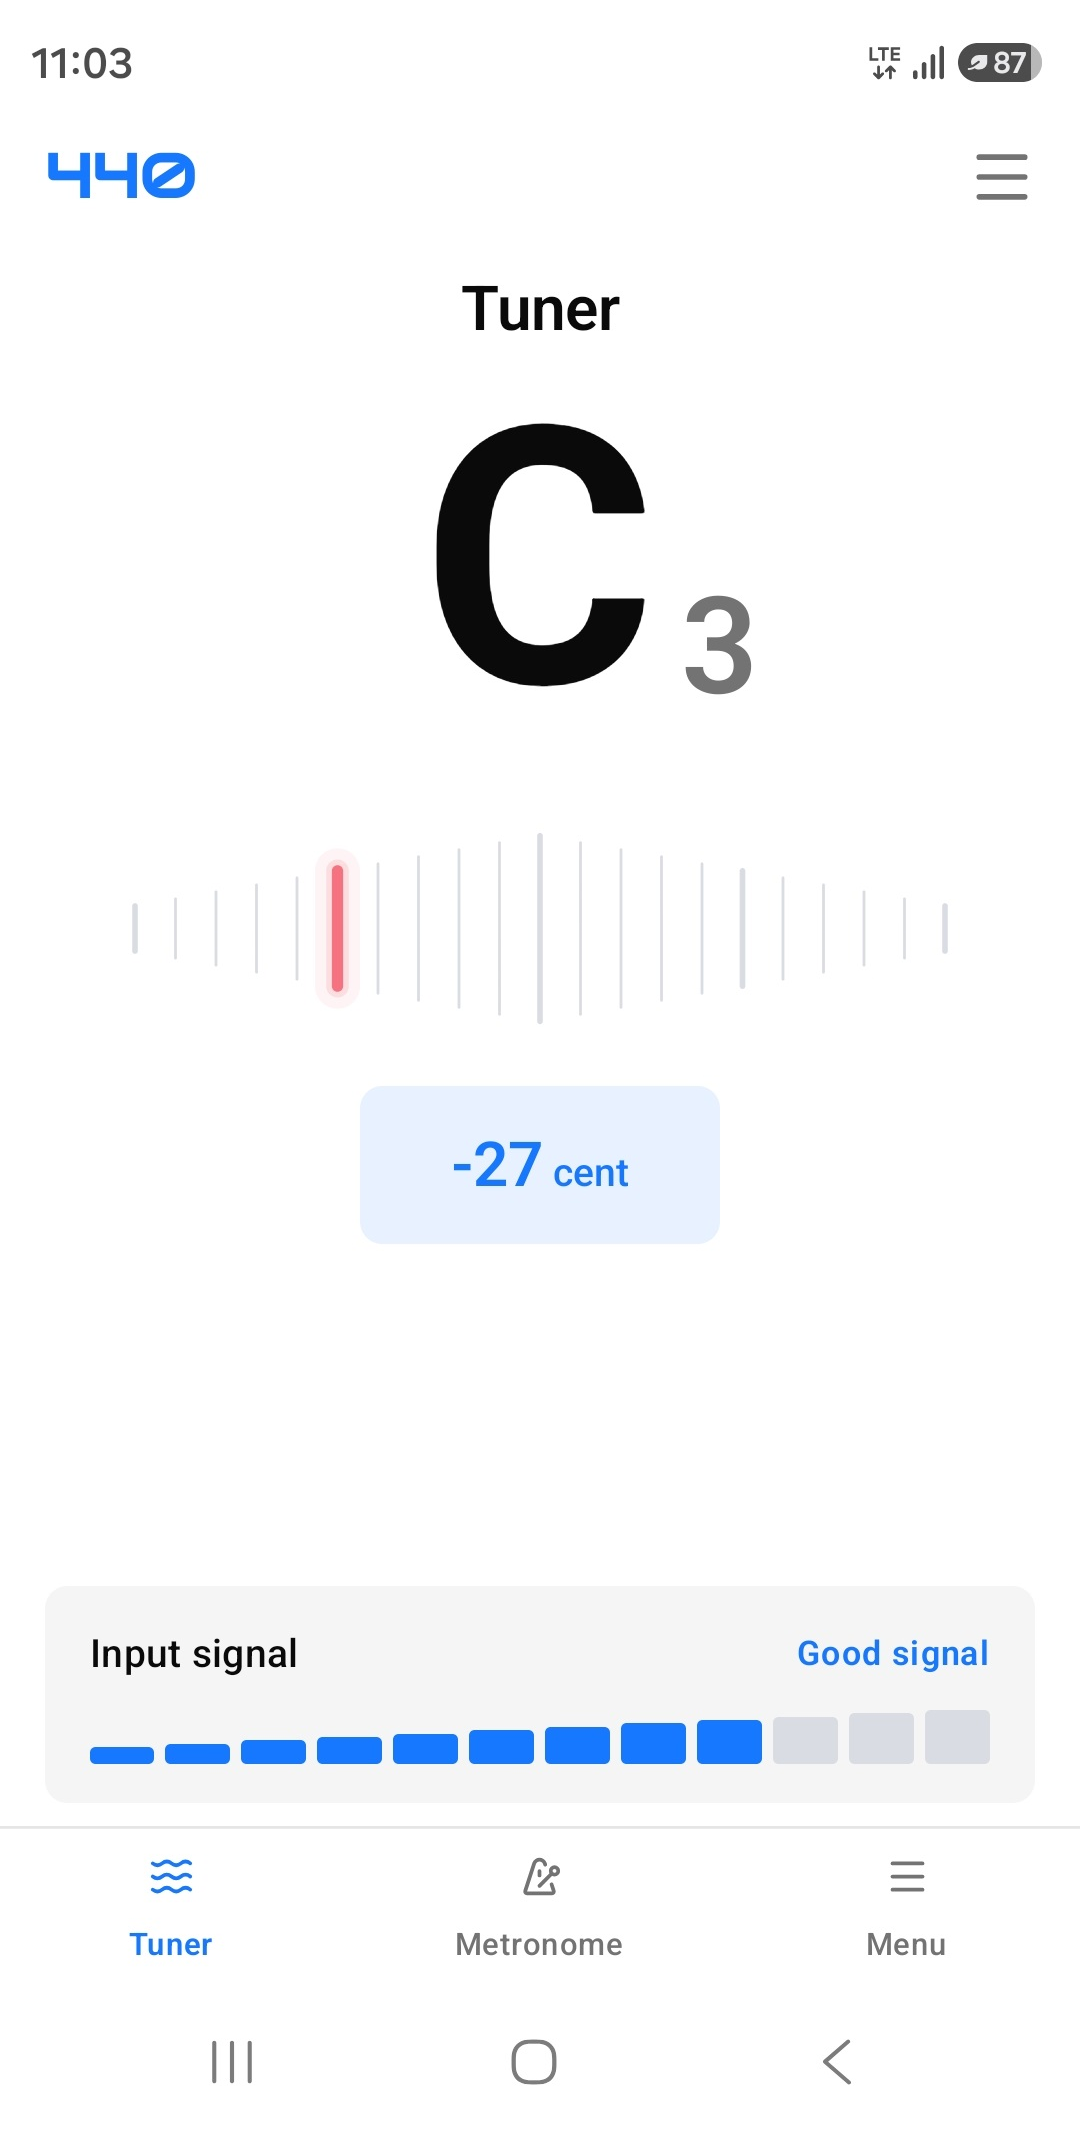 11:03 LTE 87
440
Tuner
C 3
-27 cent
Input signal Good signal
Tuner Metronome Menu